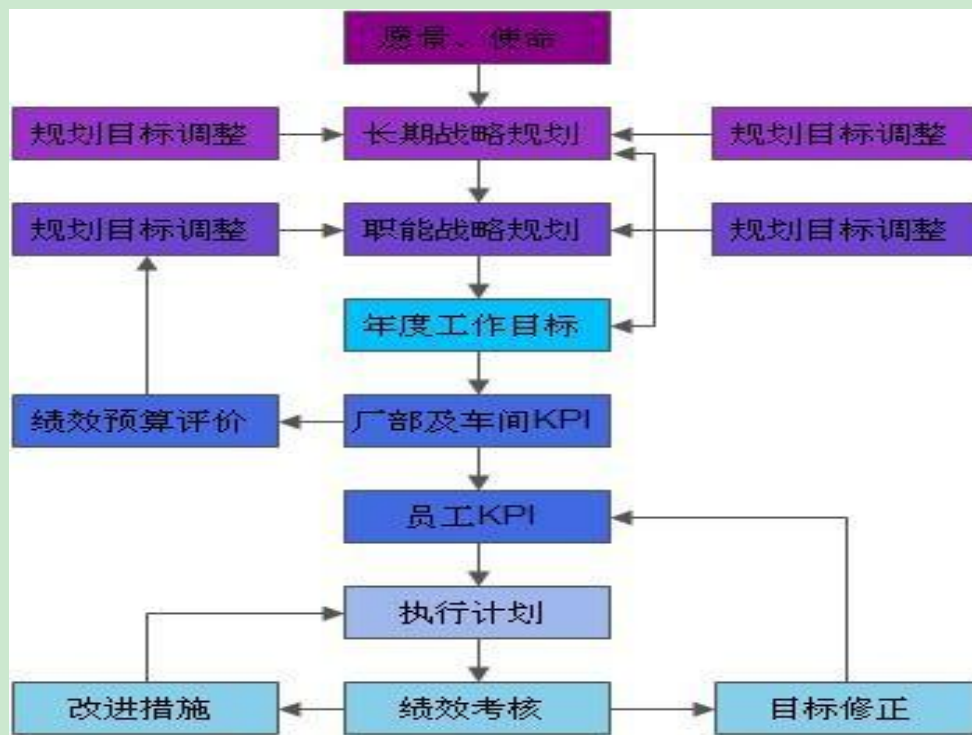 愿景、使命
规划目标调整
长期战略规划
规划目标调整
规划目标调整
职能战略规划
规划目标调整
年度工作目标
绩效预算评价
厂部及车间KPI
员工KPI
执行计划
改进措施
绩效考核
目标修正